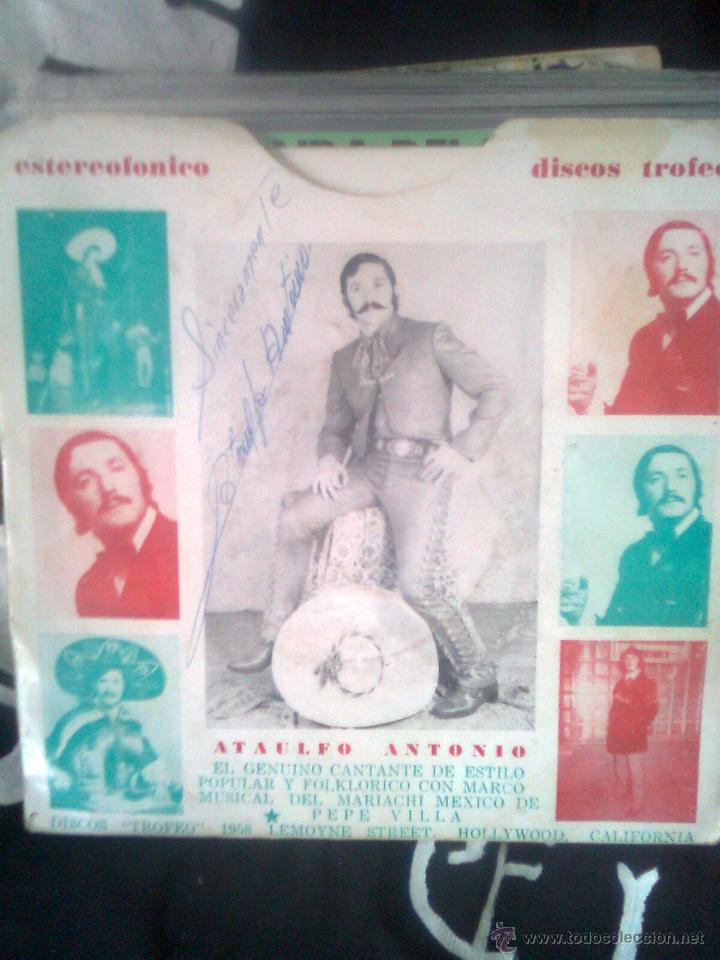 estereofonico
discos trofeo
Sinceramente
Ataulfo Antonio
ATAULFO ANTONIO
EL GENUINO CANTANTE DE ESTILO
POPULAR Y FOLKLORICO CON MARCO
MUSICAL DEL MARIACHI MEXICO DE
★ PEPE VILLA
DISCOS "TROFEO" 1958 LEMOYNE STREET, HOLLYWOOD, CALIFORNIA
© www.todocoleccion.net